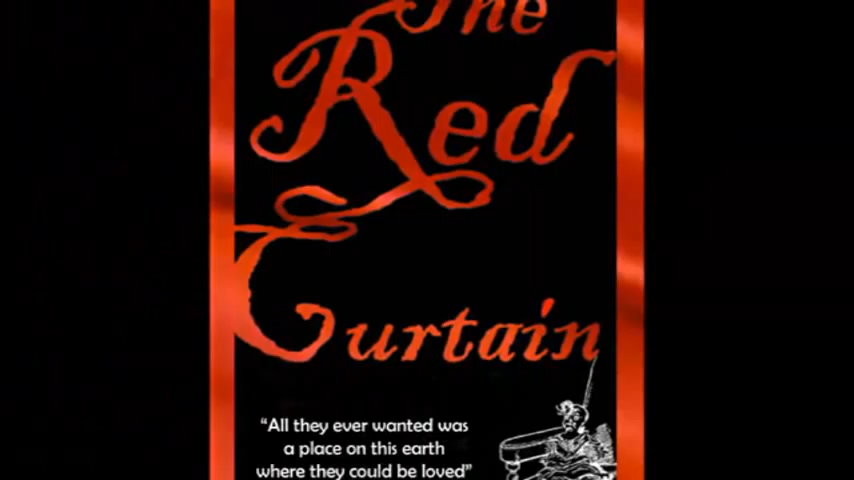 The
Red
Curtain
“All they ever wanted was
a place on this earth
where they could be loved”